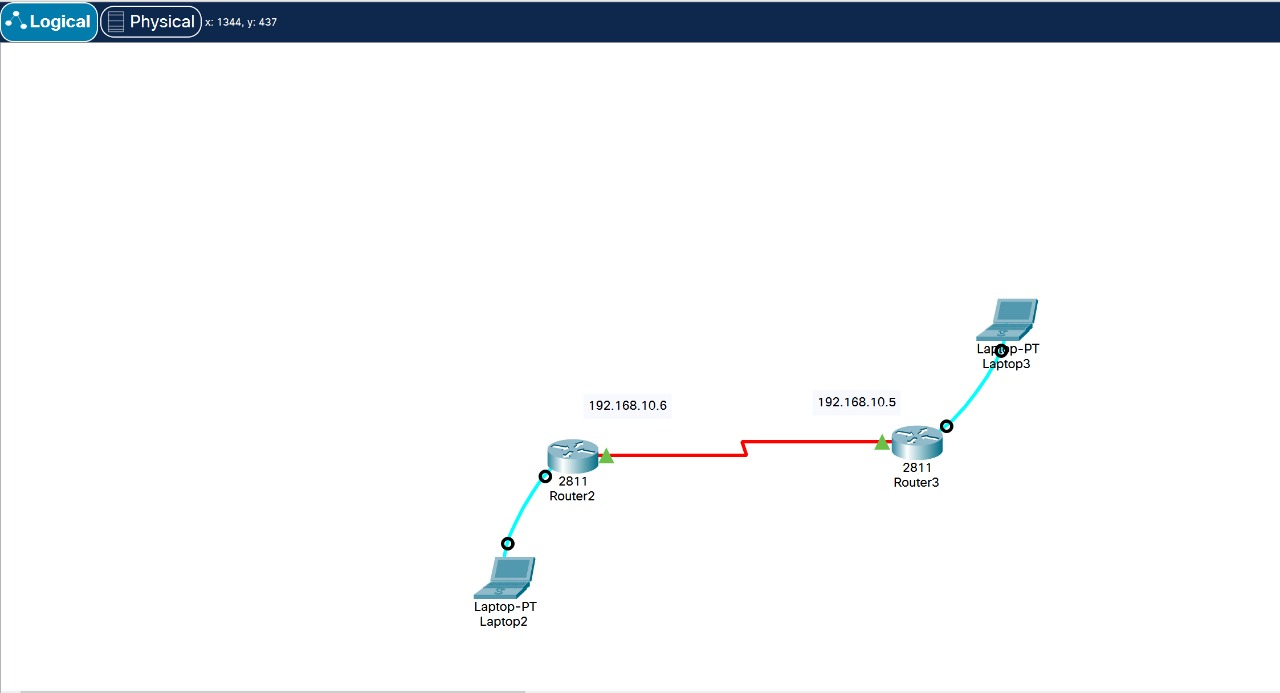 Logical
Physical
x: 1344, y: 437
Laptop-PT
Laptop3
192.168.10.6
192.168.10.5
2811
Router3
2811
Router2
Laptop-PT
Laptop2